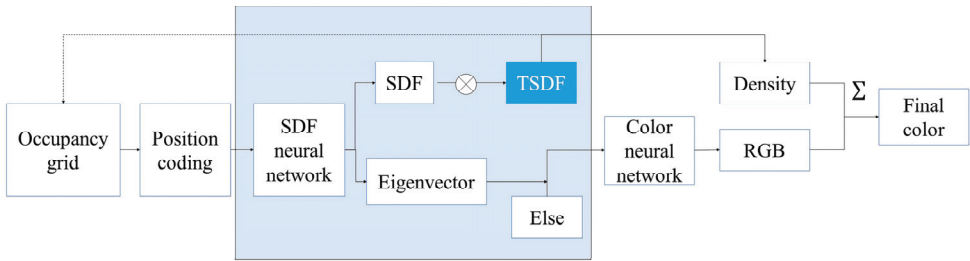 SDF
TSDF
Density
Σ
Final
color
Occupancy
grid
Position
coding
SDF
neural
network
Eigenvector
Else
Color
neural
network
RGB